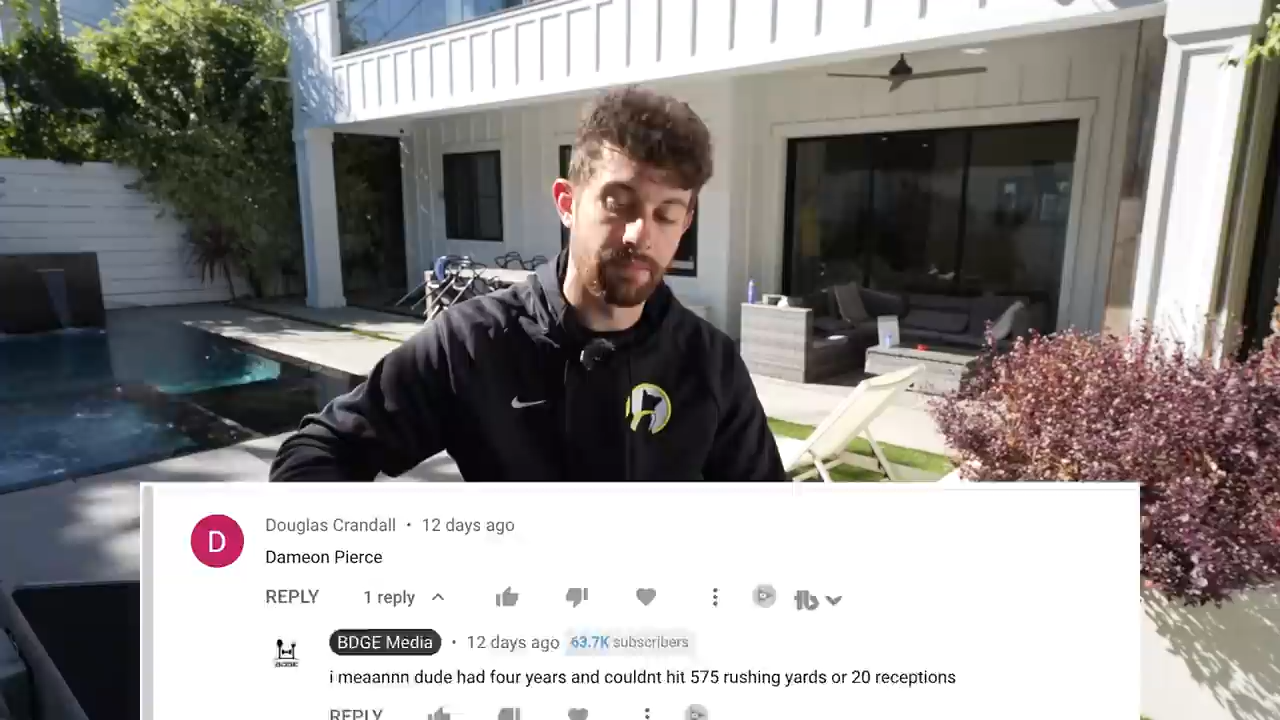 Douglas Crandall • 12 days ago
D
Dameon Pierce
REPLY 1 reply
BDGE Media • 12 days ago 63.7K subscribers
i meaannn dude had four years and couldnt hit 575 rushing yards or 20 receptions
REPLY